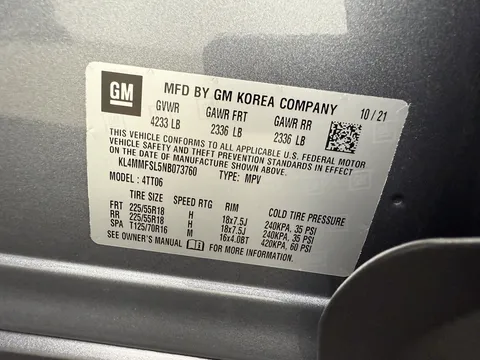 GM
MFD BY GM KOREA COMPANY 10/21
GVWR GAWR FRT GAWR RR
4233 LB 2336 LB 2336 LB
THIS VEHICLE CONFORMS TO ALL APPLICABLE U.S. FEDERAL MOTOR
VEHICLE SAFETY AND THEFT PREVENTION STANDARDS IN EFFECT
ON THE DATE OF MANUFACTURE SHOWN ABOVE.
KL4MMFSL5NB073760 TYPE: MPV
MODEL: 4TT06
TIRE SIZE SPEED RTG RIM COLD TIRE PRESSURE
FRT 225/55R18 H 18x7.5J 240KPA, 35 PSI
RR 225/55R18 H 18x7.5J 240KPA, 35 PSI
SPA T125/70R16 M 16x4.0BT 420KPA, 60 PSI
SEE OWNER'S MANUAL FOR MORE INFORMATION.